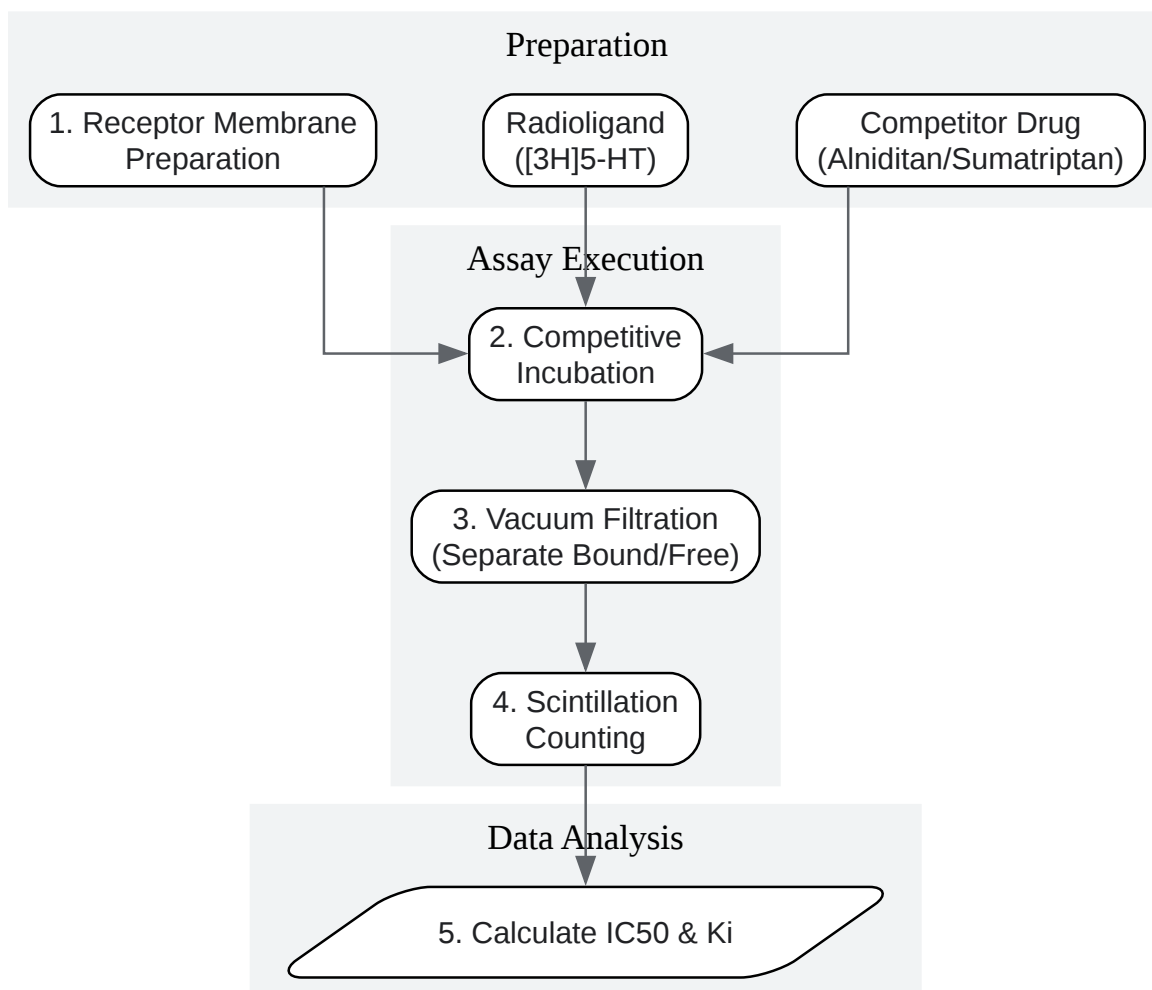 Preparation
1. Receptor Membrane
Preparation
Radioligand
([3H]5-HT)
Competitor Drug
(Alniditan/Sumatriptan)
Assay Execution
2. Competitive
Incubation
3. Vacuum Filtration
(Separate Bound/Free)
4. Scintillation
Counting
Data Analysis
5. Calculate IC50 & Ki